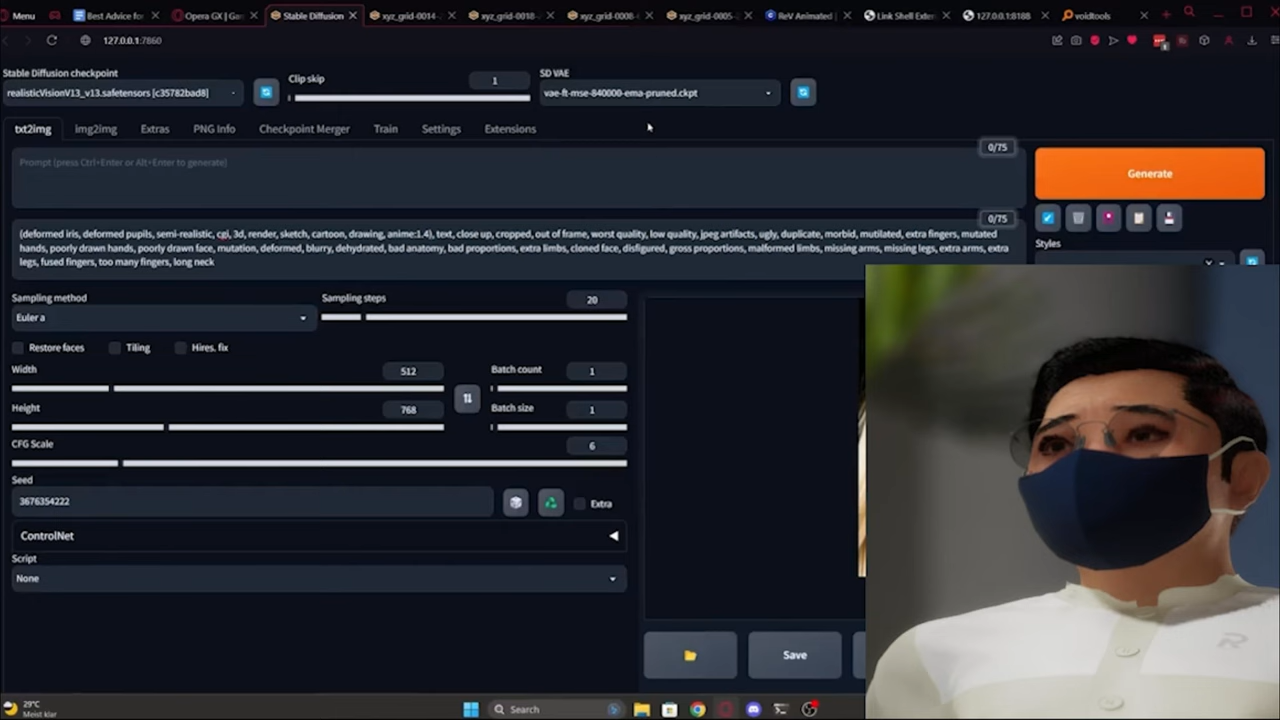 Menu
Best Advice for
Opera GX | Ga
Stable Diffusion
xyz_grid-0014-
xyz_grid-0018-
xyz_grid-0008-
xyz_grid-0005-
ReV Animated |
Link Shell Exten
127.0.0.1:8188
voidtools
127.0.0.1:7860
Stable Diffusion checkpoint
Clip skip
1
SD VAE
realisticVisionV13_v13.safetensors [c35782bad8]
vae-ft-mse-840000-ema-pruned.ckpt
txt2img
img2img
Extras
PNG Info
Checkpoint Merger
Train
Settings
Extensions
0/75
Prompt (press Ctrl+Enter or Alt+Enter to generate)
Generate
0/75
(deformed iris, deformed pupils, semi-realistic, cgi, 3d, render, sketch, cartoon, drawing, anime:1.4), text, close up, cropped, out of frame, worst quality, low quality, jpeg artifacts, ugly, duplicate, morbid, mutilated, extra fingers, mutated
hands, poorly drawn hands, poorly drawn face, mutation, deformed, blurry, dehydrated, bad anatomy, bad proportions, extra limbs, cloned face, disfigured, gross proportions, malformed limbs, missing arms, missing legs, extra arms, extra
legs, fused fingers, too many fingers, long neck
Styles
Sampling method
Sampling steps
20
Euler a
Restore faces
Tiling
Hires. fix
Width
512
Batch count
1
Height
768
Batch size
1
CFG Scale
6
Seed
3676354222
Extra
ControlNet
Script
None
Save
29°C
Meist klar
Search